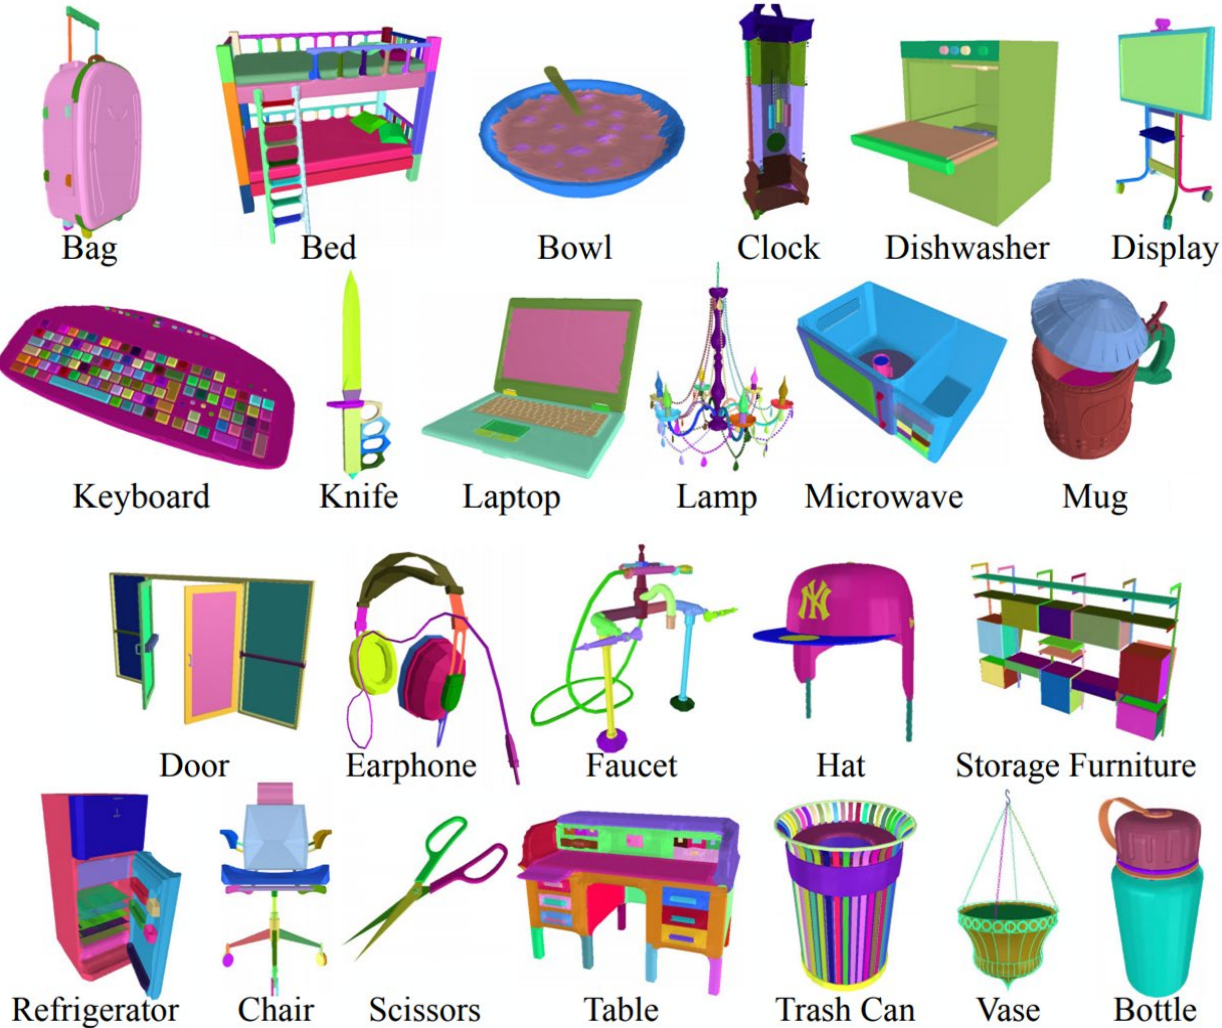 Bag Bed Bowl Clock Dishwasher Display
Keyboard Knife Laptop Lamp Microwave Mug
NY
Door Earphone Faucet Hat Storage Furniture
Refrigerator Chair Scissors Table Trash Can Vase Bottle